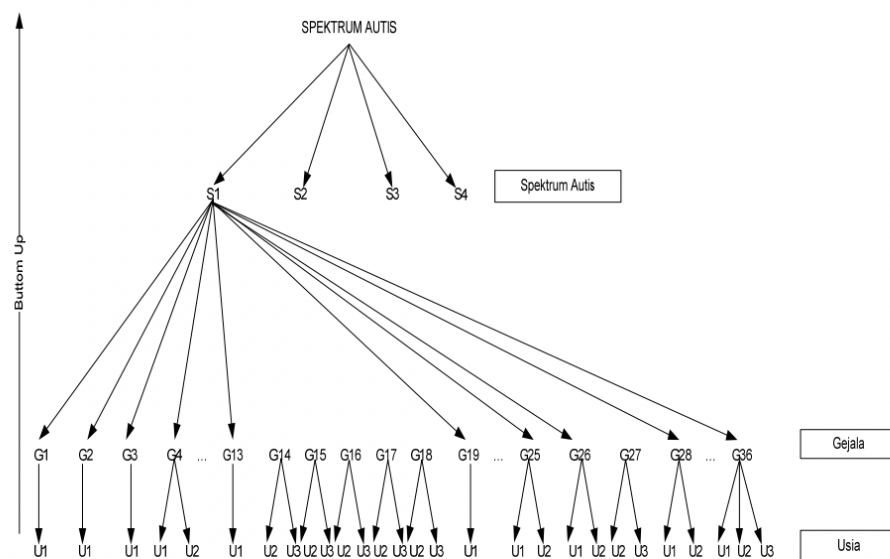 SPEKTRUM AUTIS
S1 S2 S3 S4 Spektrum Autis
Buttom Up
G1 G2 G3 G4 ... G13 G14 G15 G16 G17 G18 G19 ... G25 G26 G27 G28 ... G36 Gejala
U1 U1 U1 U1 U2 U1 U2 U3 U2 U3 U2 U3 U2 U3 U2 U3 U1 U1 U2 U1 U2 U2 U3 U1 U2 U1 U2 U3 Usia